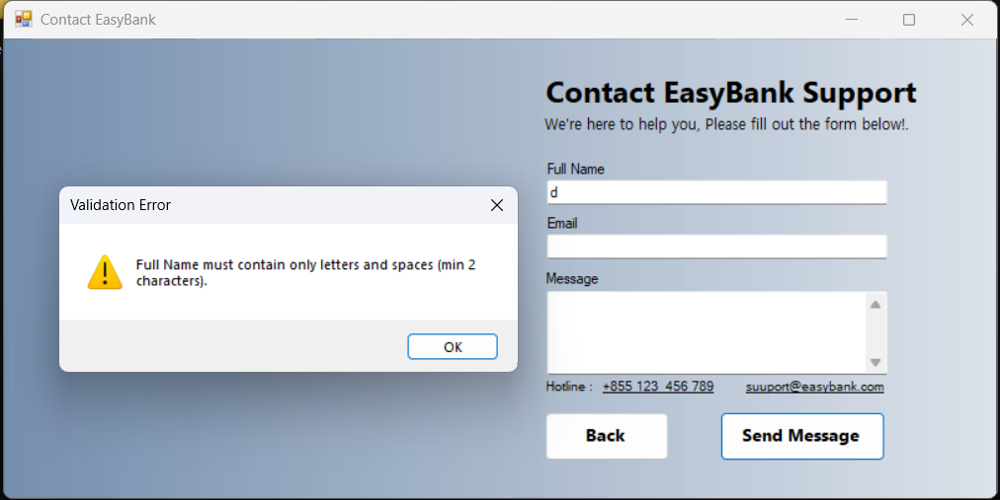 Contact EasyBank
Contact EasyBank Support
We're here to help you, Please fill out the form below!.
Full Name
d
Email
Message
Hotline : +855 123 456 789 suuport@easybank.com
Back Send Message
Validation Error
Full Name must contain only letters and spaces (min 2
characters).
OK